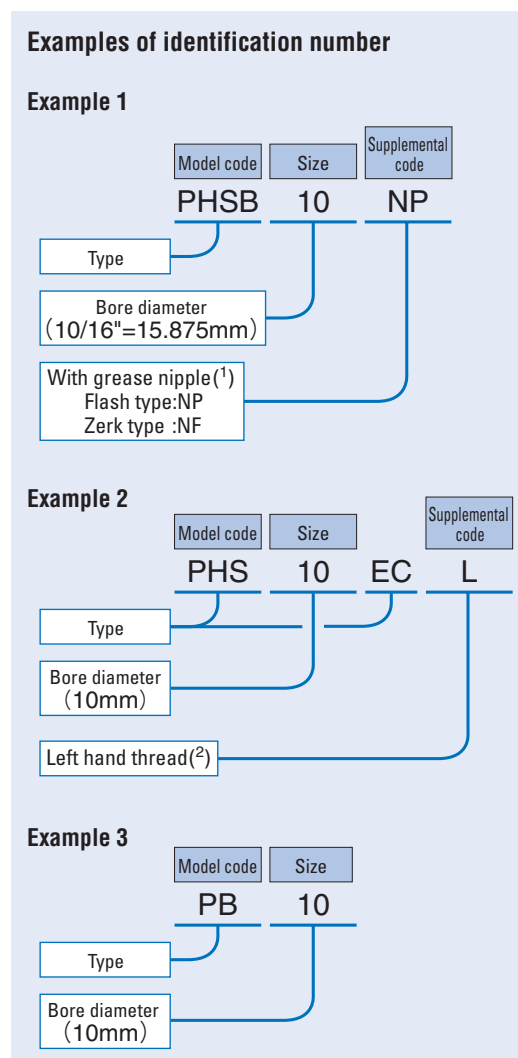 Examples of identification number
Example 1
Model code
Size
Supplemental
code
PHSB
10
NP
Type
Bore diameter
(10/16"=15.875mm)
With grease nipple(¹)
Flash type:NP
Zerk type :NF
Example 2
Model code
Size
Supplemental
code
PHS
10
EC
L
Type
Bore diameter
(10mm)
Left hand thread(²)
Example 3
Model code
Size
PB
10
Type
Bore diameter
(10mm)